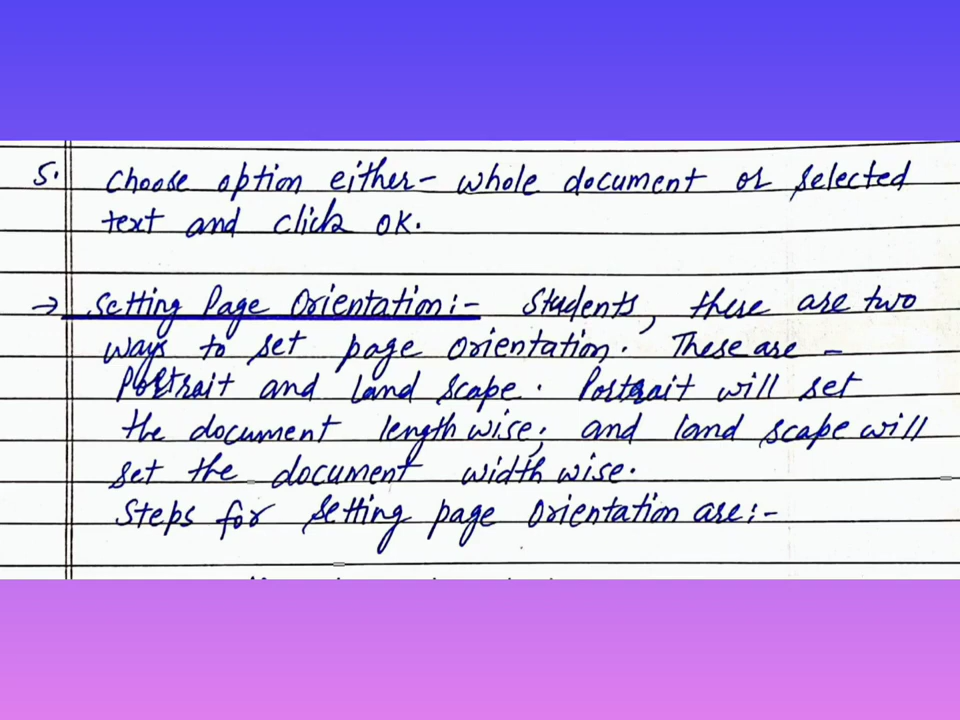 5. Choose option either- whole document or selected
text and click OK.
→ Setting Page Orientation:- Students, there are two
ways to set page orientation. These are -
Portrait and land scape. Portrait will set
the document length wise; and land scape will
set the document width wise.
Steps for setting page orientation are:-